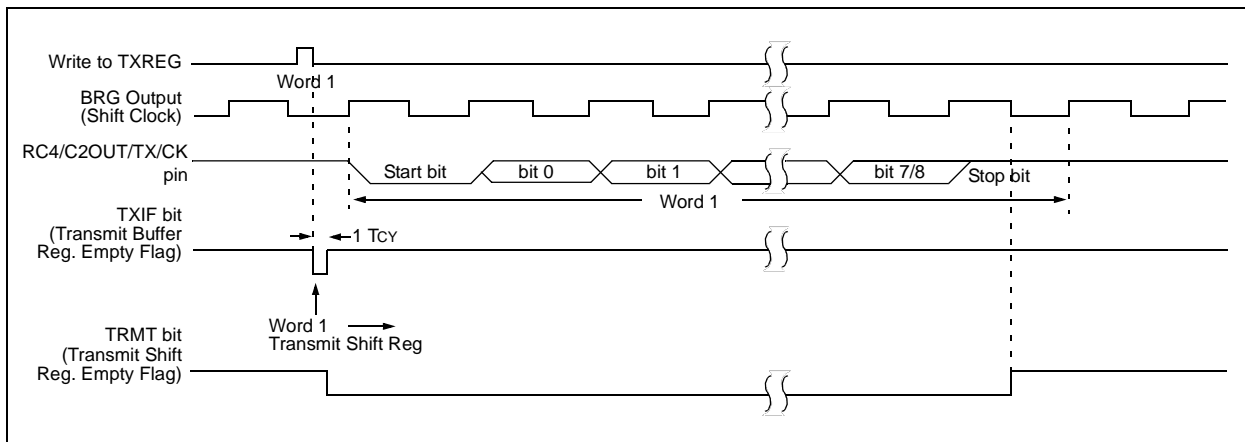 Write to TXREG
Word 1
BRG Output
(Shift Clock)
RC4/C2OUT/TX/CK
pin
Start bit
bit 0
bit 1
bit 7/8
Stop bit
Word 1
TXIF bit
(Transmit Buffer
Reg. Empty Flag)
1 TCY
Word 1
Transmit Shift Reg
TRMT bit
(Transmit Shift
Reg. Empty Flag)